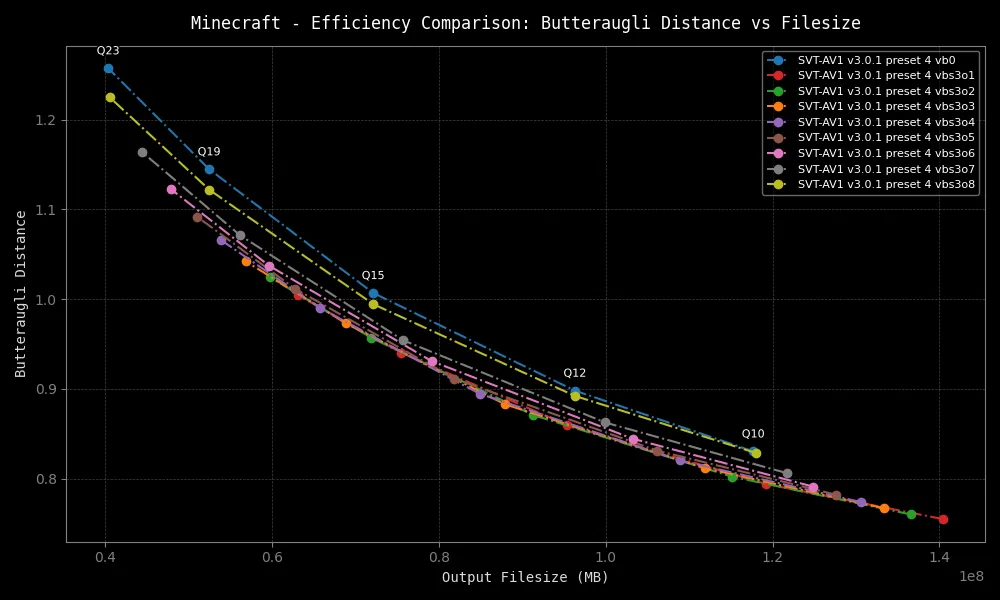 Minecraft - Efficiency Comparison: Butteraugli Distance vs Filesize
Q23
Q19
Q15
Q12
Q10
SVT-AV1 v3.0.1 preset 4 vb0
SVT-AV1 v3.0.1 preset 4 vbs3o1
SVT-AV1 v3.0.1 preset 4 vbs3o2
SVT-AV1 v3.0.1 preset 4 vbs3o3
SVT-AV1 v3.0.1 preset 4 vbs3o4
SVT-AV1 v3.0.1 preset 4 vbs3o5
SVT-AV1 v3.0.1 preset 4 vbs3o6
SVT-AV1 v3.0.1 preset 4 vbs3o7
SVT-AV1 v3.0.1 preset 4 vbs3o8
Butteraugli Distance
1.2
1.1
1.0
0.9
0.8
0.4
0.6
0.8
1.0
1.2
1.4
1e8
Output Filesize (MB)